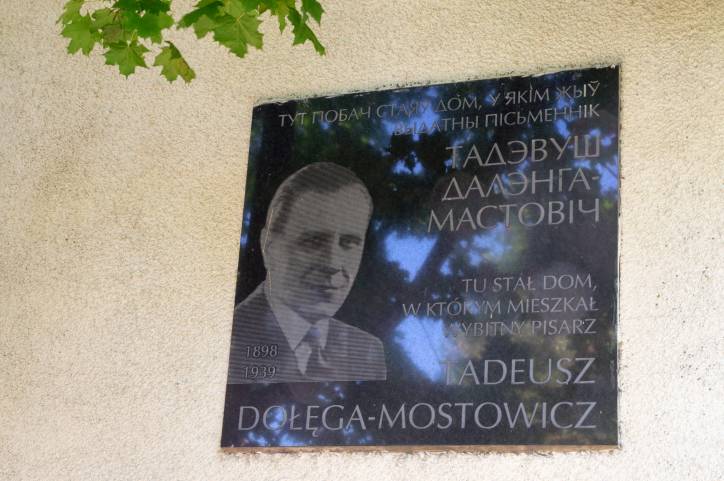 ТУТ ПОБАЧ СТАЯЎ ДОМ, У ЯКІМ ЖЫЎ
ВЫДАТНЫ ПІСЬМЕННІК
ТАДЭВУШ
ДАЛЭНГА-
МАСТОВІЧ
TU STAŁ DOM,
W KTÓRYM MIESZKAŁ
WYBITNY PISARZ
1898
1939
TADEUSZ
DOŁĘGA-MOSTOWICZ